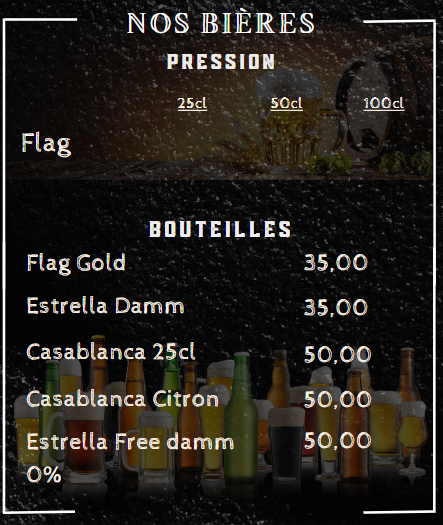 NOS BIÈRES
PRESSION
25cl 50cl 100cl
Flag
BOUTEILLES
Flag Gold 35,00
Estrella Damm 35,00
Casablanca 25cl 50,00
Casablanca Citron 50,00
Estrella Free damm 50,00
0%